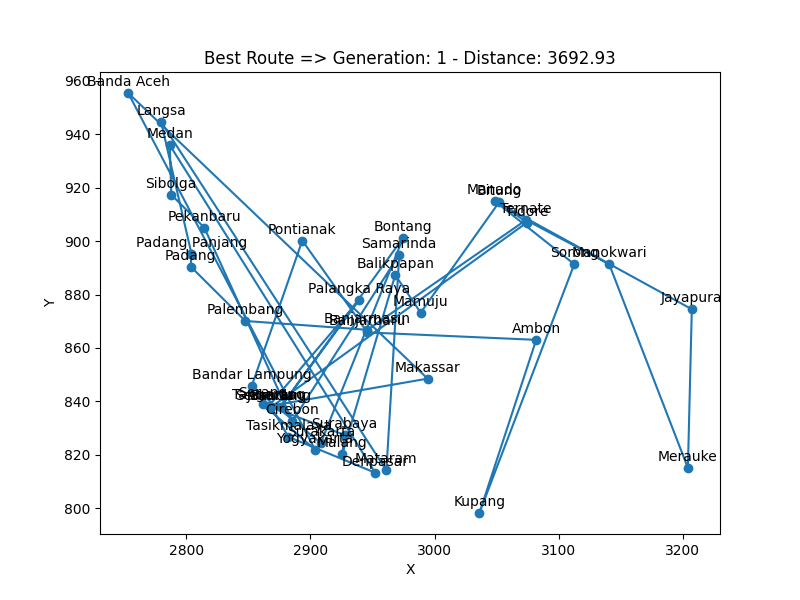 Best Route => Generation: 1 - Distance: 3692.93
960
Banda Aceh
Langsa
940
Medan
Sibolga
920
Manado
Bitung
Ternate
Tidore
Pekanbaru
Pontianak
Bontang
900
Padang Panjang
Samarinda
Padang
Balikpapan
Sorong
Manokwari
880
Palangka Raya
Mamuju
Jayapura
Palembang
Banjarmasin
Banjarbaru
Ambon
860
Bandar Lampung
Makassar
840
Cirebon
Tasikmalaya
Surabaya
Surakarta
820
Yogyakarta
Malang
Denpasar
Mataram
Merauke
800
Kupang
Y
2800
2900
3000
3100
3200
X